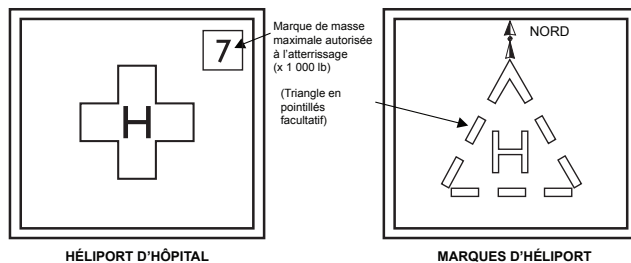 7
H
Marque de masse
maximale autorisée
à l'atterrissage
(x 1 000 lb)
(Triangle en
pointillés
facultatif)
NORD
H
HÉLIPORT D'HÔPITAL
MARQUES D'HÉLIPORT